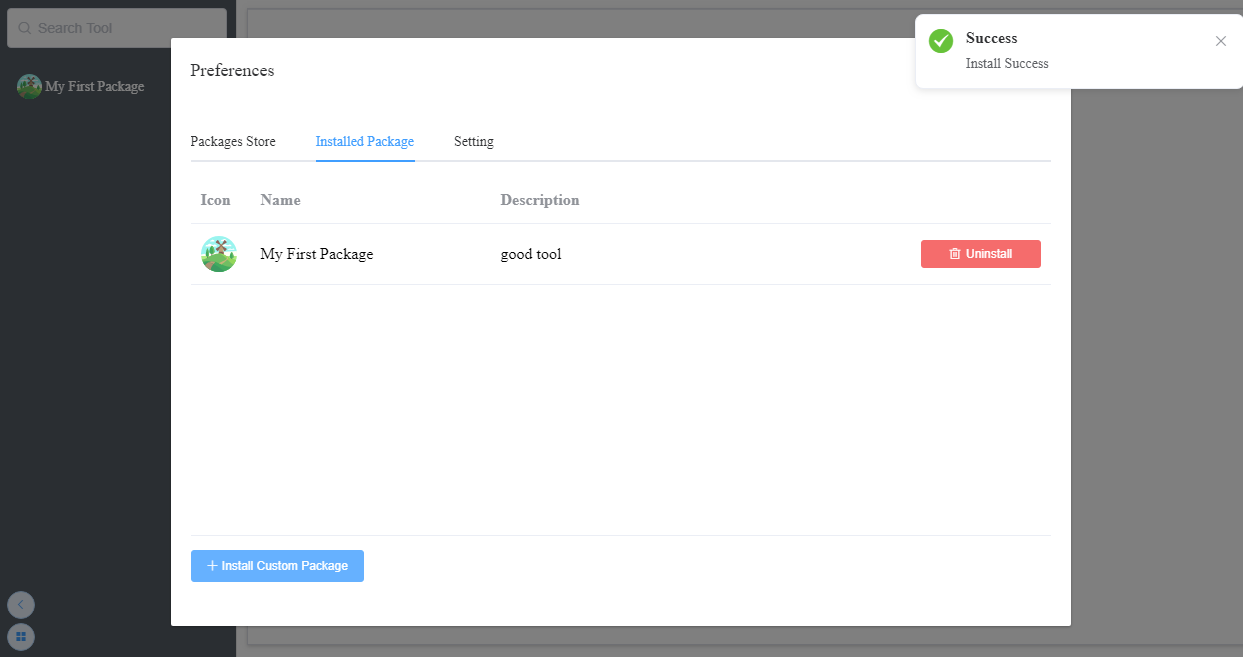 Search Tool
My First Package
Preferences
Success
Install Success
Packages Store
Installed Package
Setting
Icon
Name
Description
My First Package
good tool
Uninstall
Install Custom Package